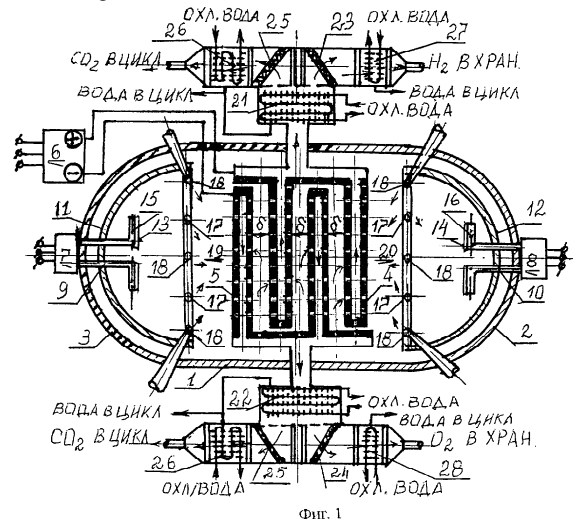 ОХЛ. ВОДА 25 23 ОХЛ. ВОДА
26 27
CO2 В ЦИКЛ H2 В ХРАН.
ВОДА В ЦИКЛ ВОДА В ЦИКЛ
21 ОХЛ. ВОДА
+
6
−
18 18
11 15 16 12
13 17 17 14
7 18 19 20 18 8
9 5 4 10
17 17
3 18 18 2
1
22 ОХЛ. ВОДА
ВОДА В ЦИКЛ ВОДА В ЦИКЛ
CO2 В ЦИКЛ O2 В ХРАН.
26 25 24 28
ОХЛ. ВОДА ОХЛ. ВОДА
δ δ δ
Фиг. 1